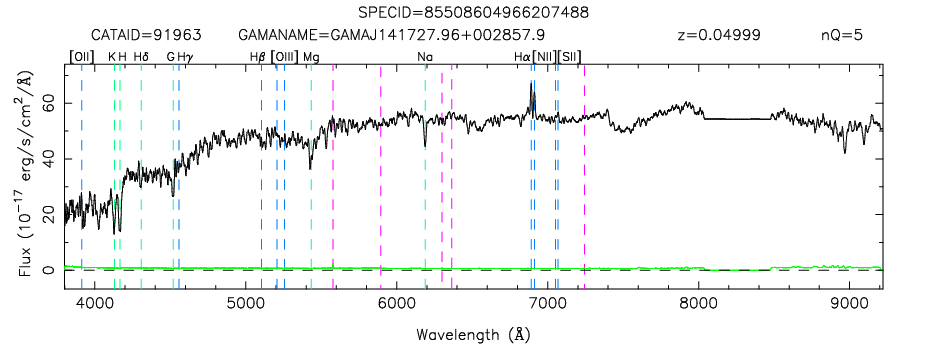 SPECID=85508604966207488
CATAID=91963 GAMANAME=GAMAJ141727.96+002857.9 z=0.04999 nQ=5
[OII] K H Hδ G Hγ Hβ [OIII] Mg Na Hα [NII] [SII]
60
40
20
0
Flux (10⁻¹⁷ erg/s/cm²/Å)
4000 5000 6000 7000 8000 9000
Wavelength (Å)